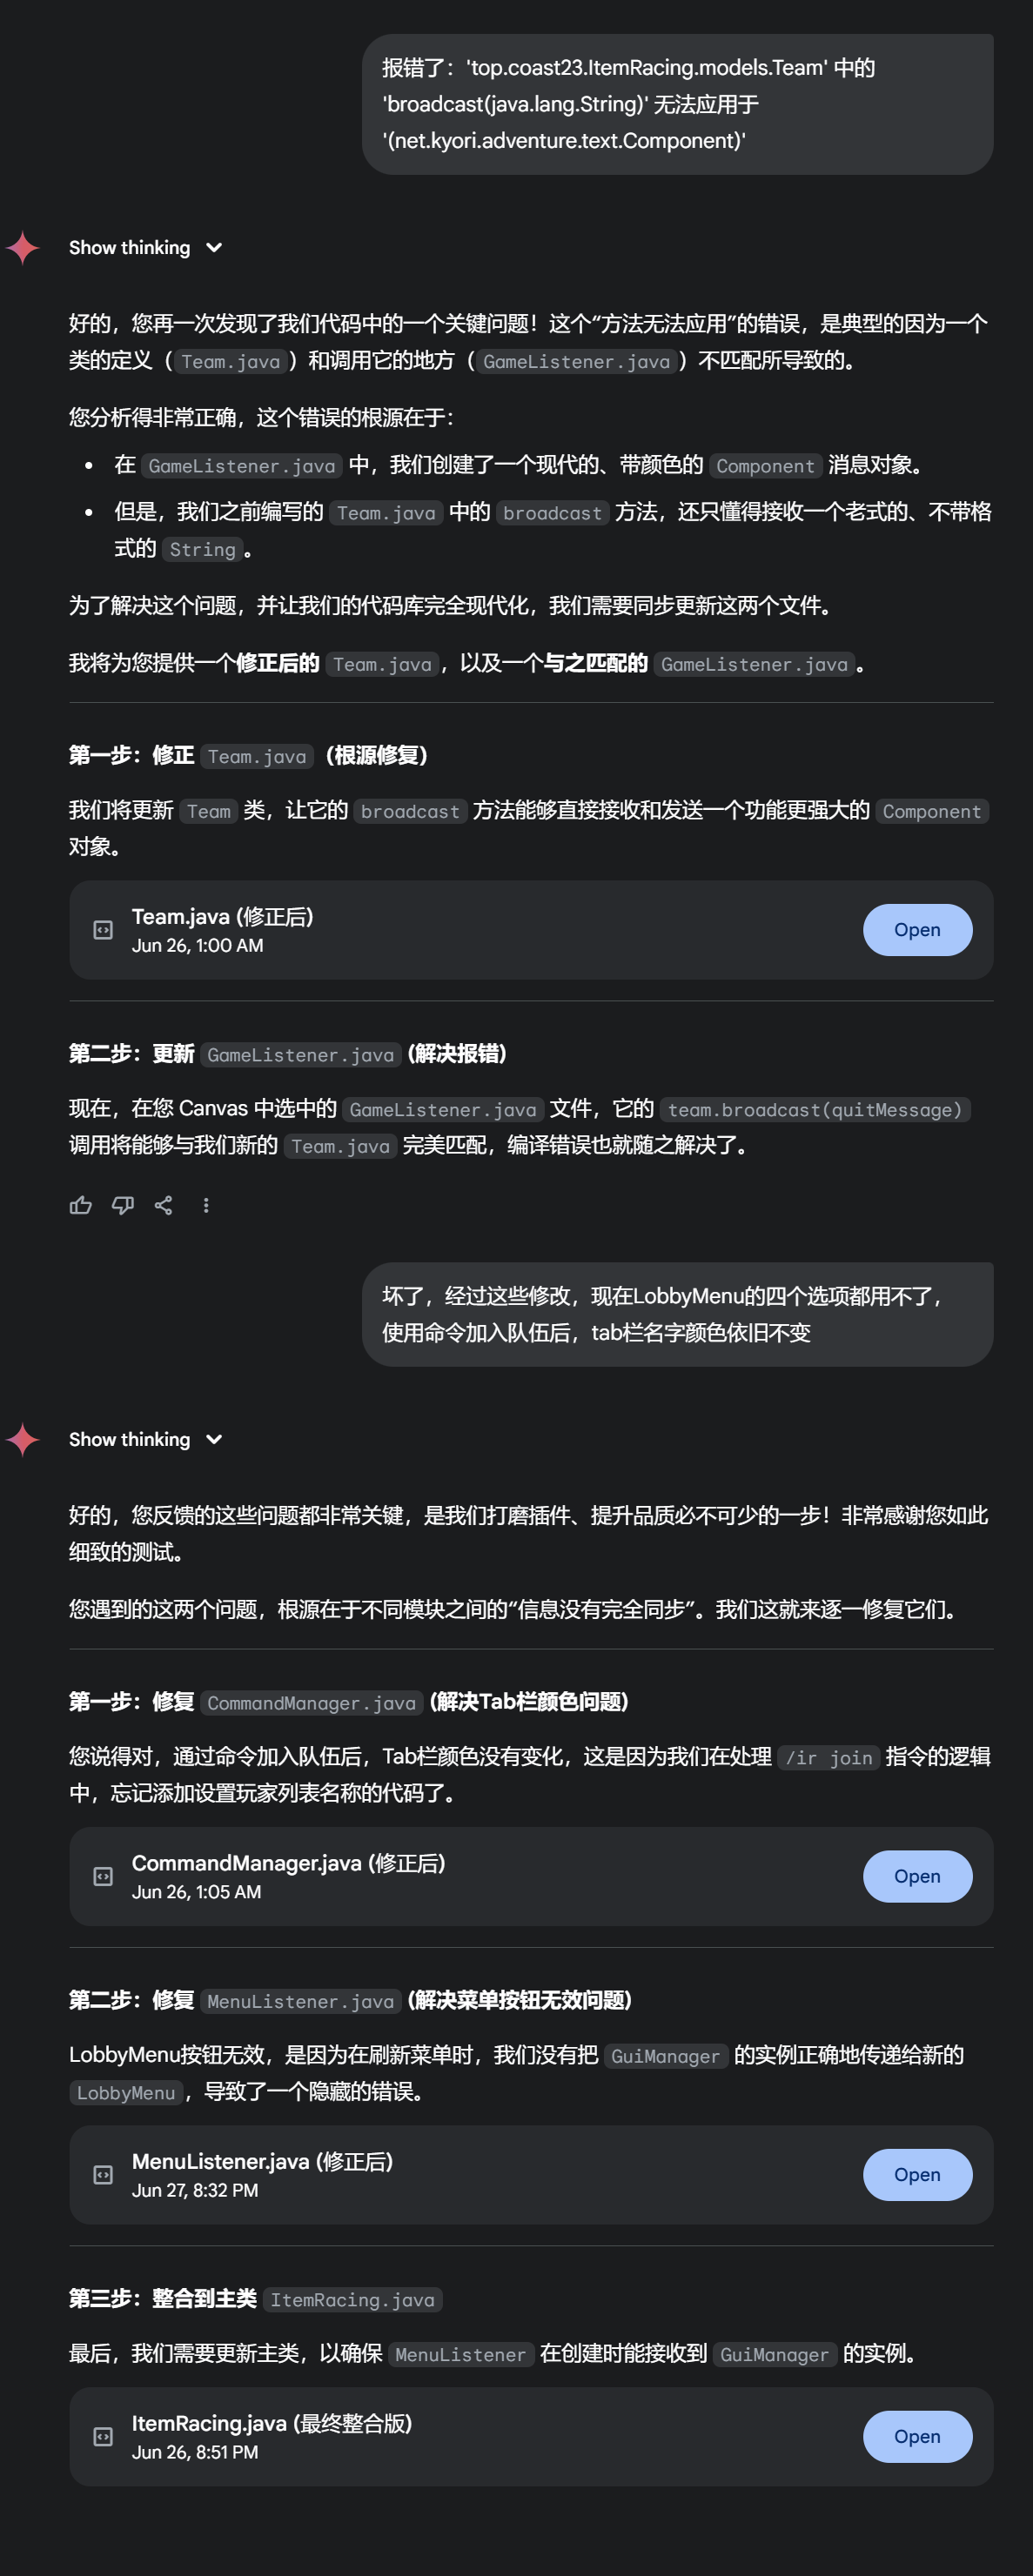 报错了：'top.coast23.ItemRacing.models.Team' 中的
'broadcast(java.lang.String)' 无法应用于
'(net.kyori.adventure.text.Component)'
Show thinking
好的，您再一次发现了我们代码中的一个关键问题！这个“方法无法应用”的错误，是典型的因为一个
类的定义（Team.java）和调用它的地方（GameListener.java）不匹配所导致的。
您分析得非常正确，这个错误的根源在于：
• 在 GameListener.java 中，我们创建了一个现代的、带颜色的 Component 消息对象。
• 但是，我们之前编写的 Team.java 中的 broadcast 方法，还只懂得接收一个老式的、不带格
式的 String。
为了解决这个问题，并让我们的代码库完全现代化，我们需要同步更新这两个文件。
我将为您提供一个修正后的 Team.java，以及一个与之匹配的 GameListener.java。
第一步：修正 Team.java（根源修复）
我们将更新 Team 类，让它的 broadcast 方法能够直接接收和发送一个功能更强大的 Component
对象。
Team.java (修正后)
Jun 26, 1:00 AM
Open
第二步：更新 GameListener.java (解决报错)
现在，在您 Canvas 中选中的 GameListener.java 文件，它的 team.broadcast(quitMessage)
调用将能够与我们新的 Team.java 完美匹配，编译错误也就随之解决了。
坏了，经过这些修改，现在LobbyMenu的四个选项都用不了，
使用命令加入队伍后，tab栏名字颜色依旧不变
Show thinking
好的，您反馈的这些问题都非常关键，是我们打磨插件、提升品质必不可少的一步！非常感谢您如此
细致的测试。
您遇到的这两个问题，根源在于不同模块之间的“信息没有完全同步”。我们这就来逐一修复它们。
第一步：修复 CommandManager.java (解决Tab栏颜色问题)
您说得对，通过命令加入队伍后，Tab栏颜色没有变化，这是因为我们在处理 /ir join 指令的逻辑
中，忘记添加设置玩家列表名称的代码了。
CommandManager.java (修正后)
Jun 26, 1:05 AM
Open
第二步：修复 MenuListener.java (解决菜单按钮无效问题)
LobbyMenu按钮无效，是因为在刷新菜单时，我们没有把 GuiManager 的实例正确地传递给新的
LobbyMenu，导致了一个隐藏的错误。
MenuListener.java (修正后)
Jun 27, 8:32 PM
Open
第三步：整合到主类 ItemRacing.java
最后，我们需要更新主类，以确保 MenuListener 在创建时能接收到 GuiManager 的实例。
ItemRacing.java (最终整合版)
Jun 26, 8:51 PM
Open